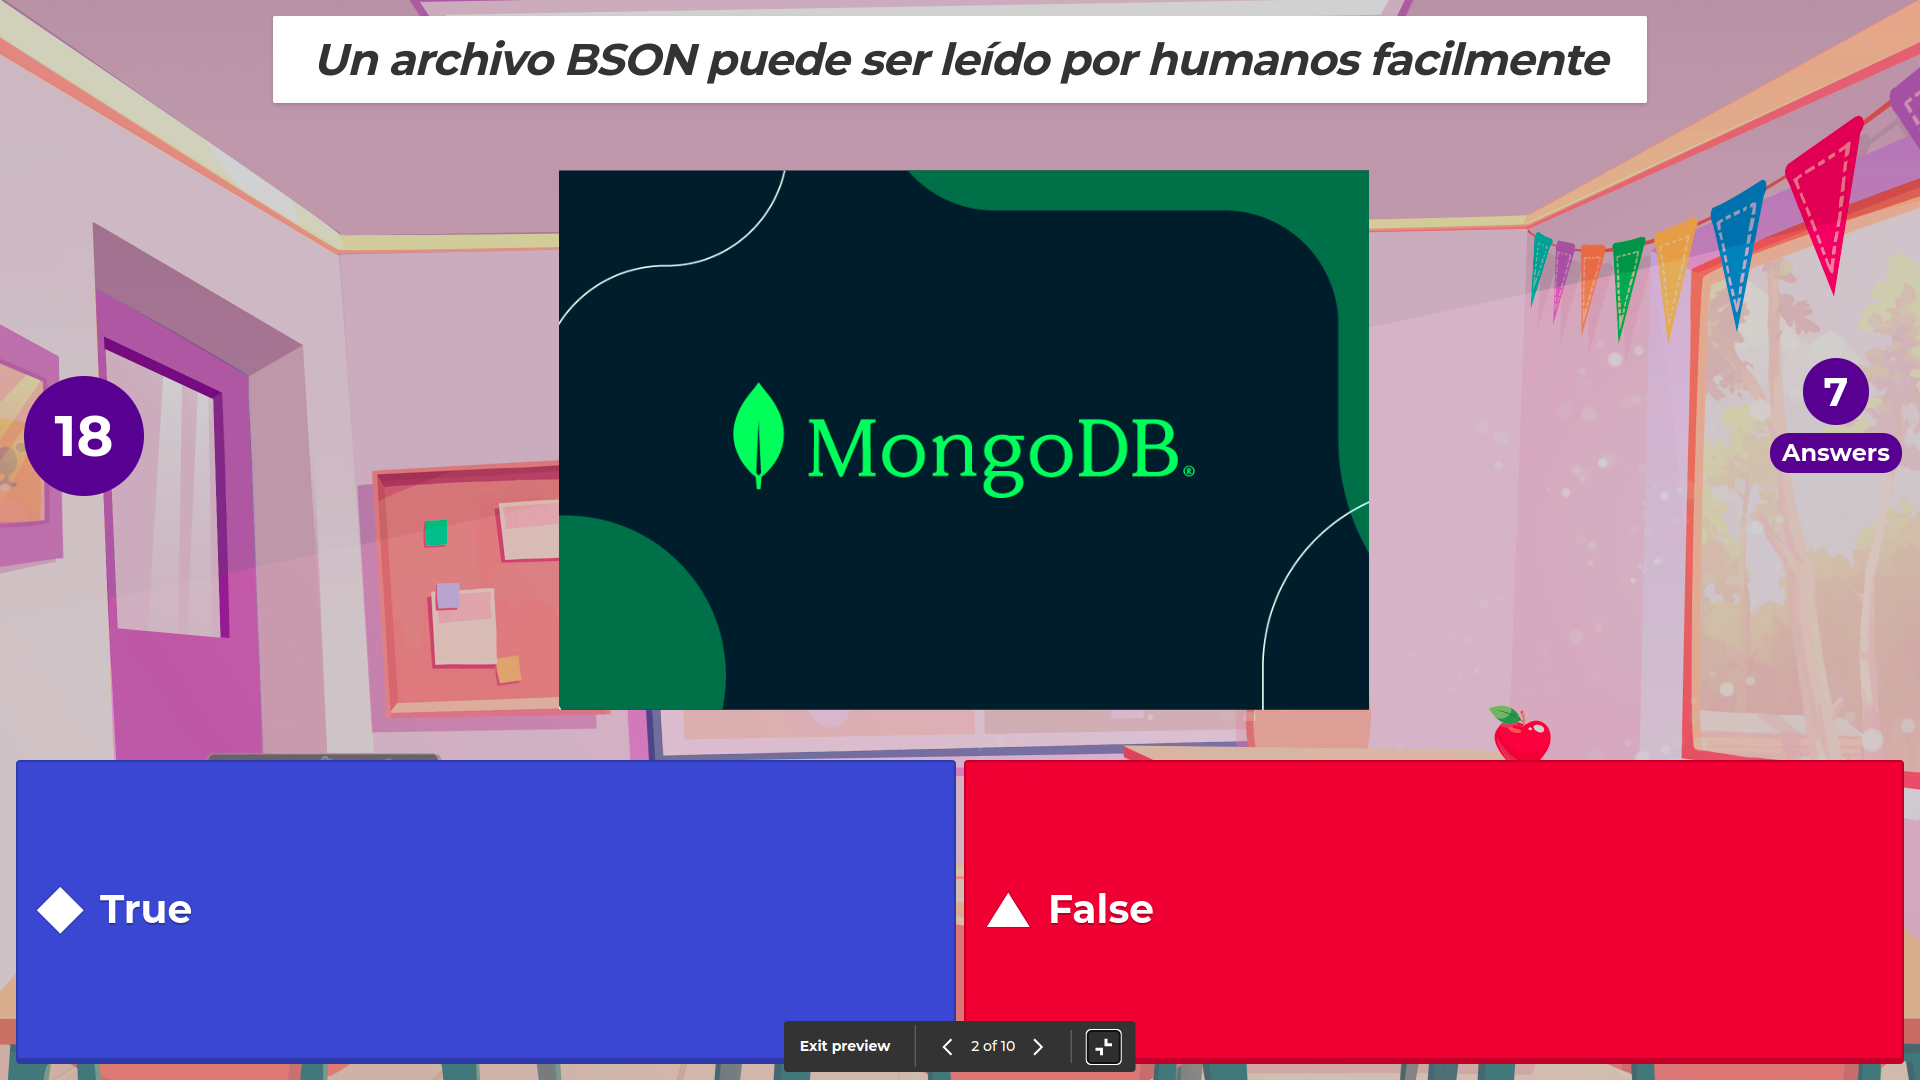 Un archivo BSON puede ser leído por humanos facilmente
18
7
Answers
MongoDB®
True
False
Exit preview
2 of 10